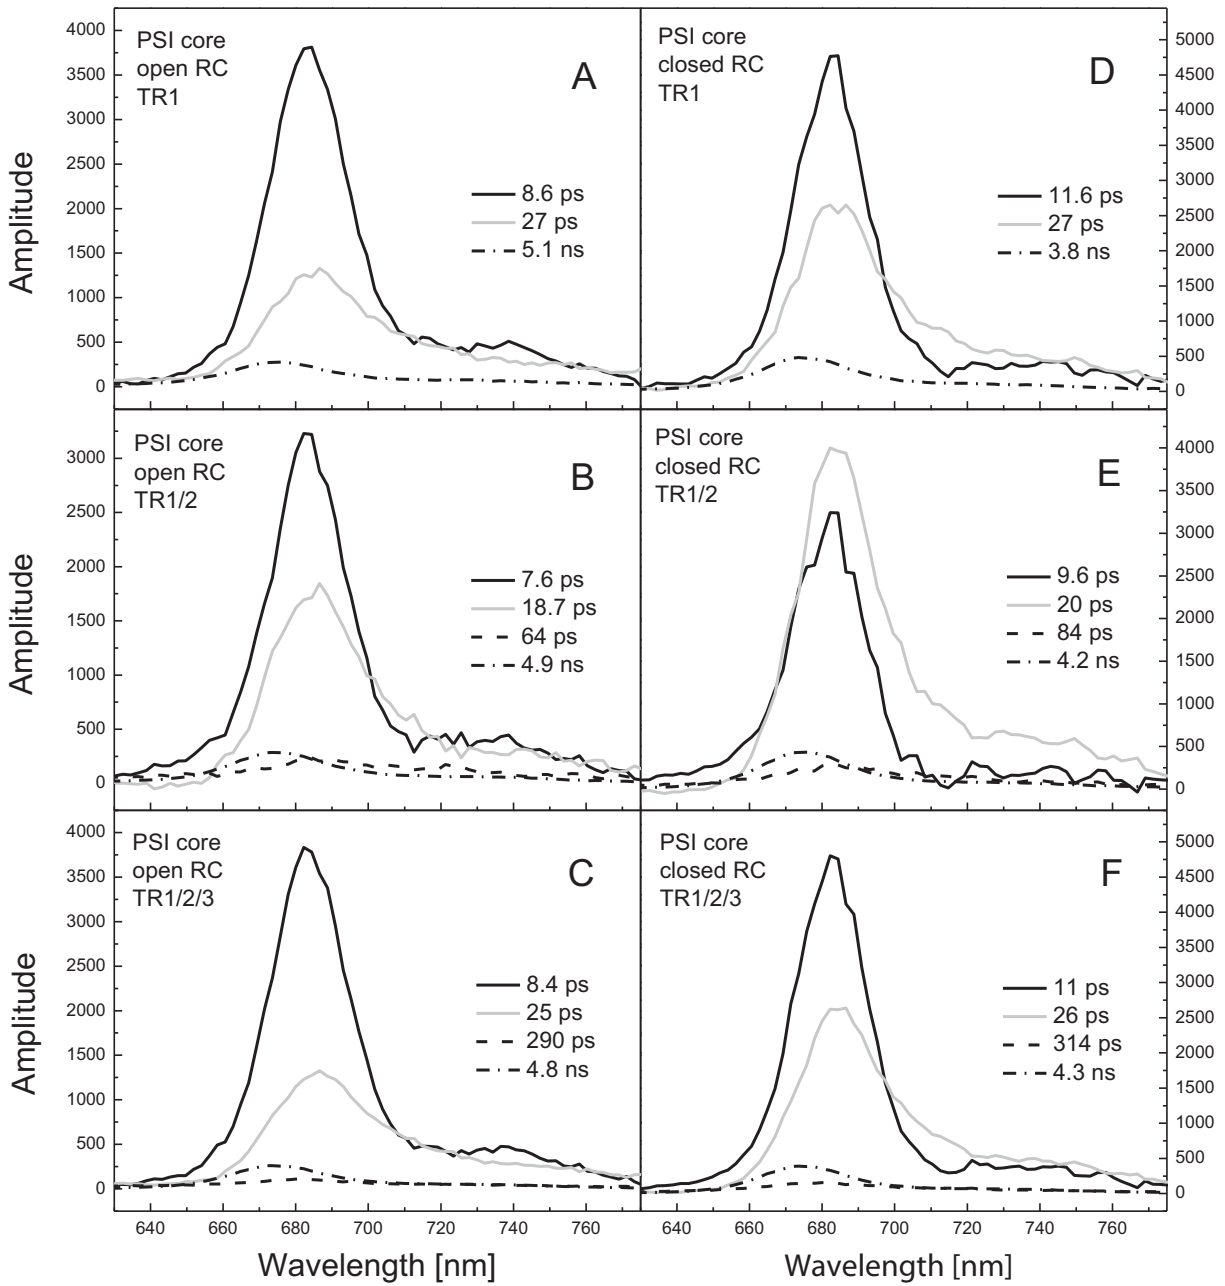 PSI core
open RC
TR1
A
8.6 ps
27 ps
5.1 ns
Amplitude
4000
3500
3000
2500
2000
1500
1000
500
0
PSI core
closed RC
TR1
D
11.6 ps
27 ps
3.8 ns
5000
4500
4000
3500
3000
2500
2000
1500
1000
500
0
PSI core
open RC
TR1/2
B
7.6 ps
18.7 ps
64 ps
4.9 ns
Amplitude
3000
2500
2000
1500
1000
500
0
PSI core
closed RC
TR1/2
E
9.6 ps
20 ps
84 ps
4.2 ns
4000
3500
3000
2500
2000
1500
1000
500
0
PSI core
open RC
TR1/2/3
C
8.4 ps
25 ps
290 ps
4.8 ns
Amplitude
4000
3500
3000
2500
2000
1500
1000
500
0
640 660 680 700 720 740 760
Wavelength [nm]
PSI core
closed RC
TR1/2/3
F
11 ps
26 ps
314 ps
4.3 ns
5000
4500
4000
3500
3000
2500
2000
1500
1000
500
0
640 660 680 700 720 740 760
Wavelength [nm]